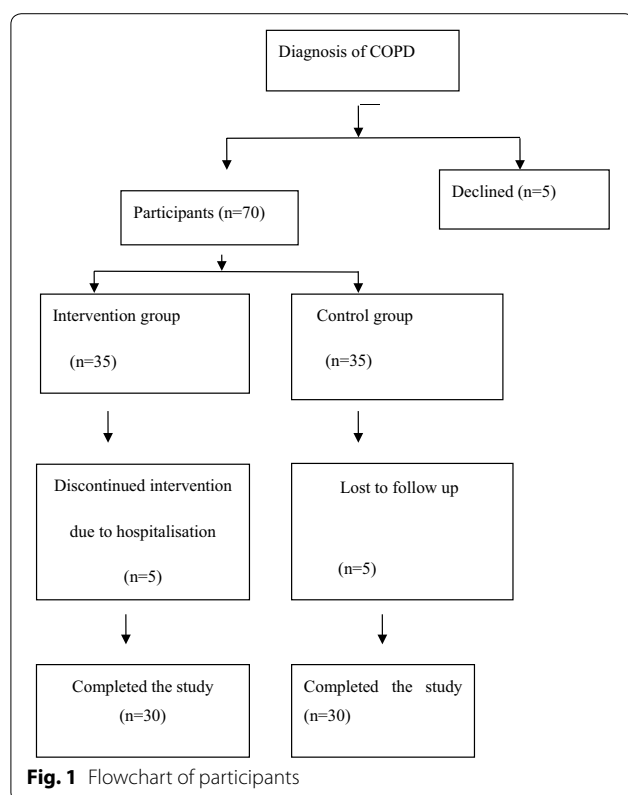 Diagnosis of COPD
Participants (n=70)
Declined (n=5)
Intervention group
(n=35)
Control group
(n=35)
Discontinued intervention
due to hospitalisation
(n=5)
Lost to follow up
(n=5)
Completed the study
(n=30)
Completed the study
(n=30)
Fig. 1 Flowchart of participants